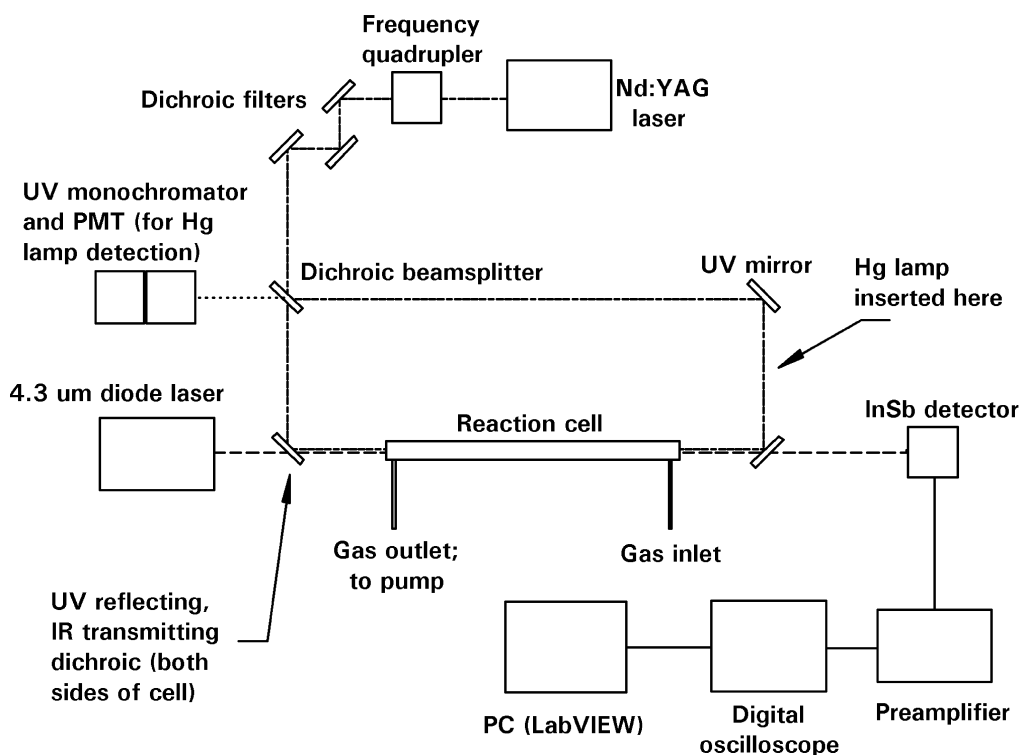 Frequency
quadrupler
Dichroic filters
Nd:YAG
laser
UV monochromator
and PMT (for Hg
lamp detection)
Dichroic beamsplitter
UV mirror
Hg lamp
inserted here
4.3 um diode laser
Reaction cell
InSb detector
Gas outlet;
to pump
Gas inlet
UV reflecting,
IR transmitting
dichroic (both
sides of cell)
PC (LabVIEW)
Digital
oscilloscope
Preamplifier